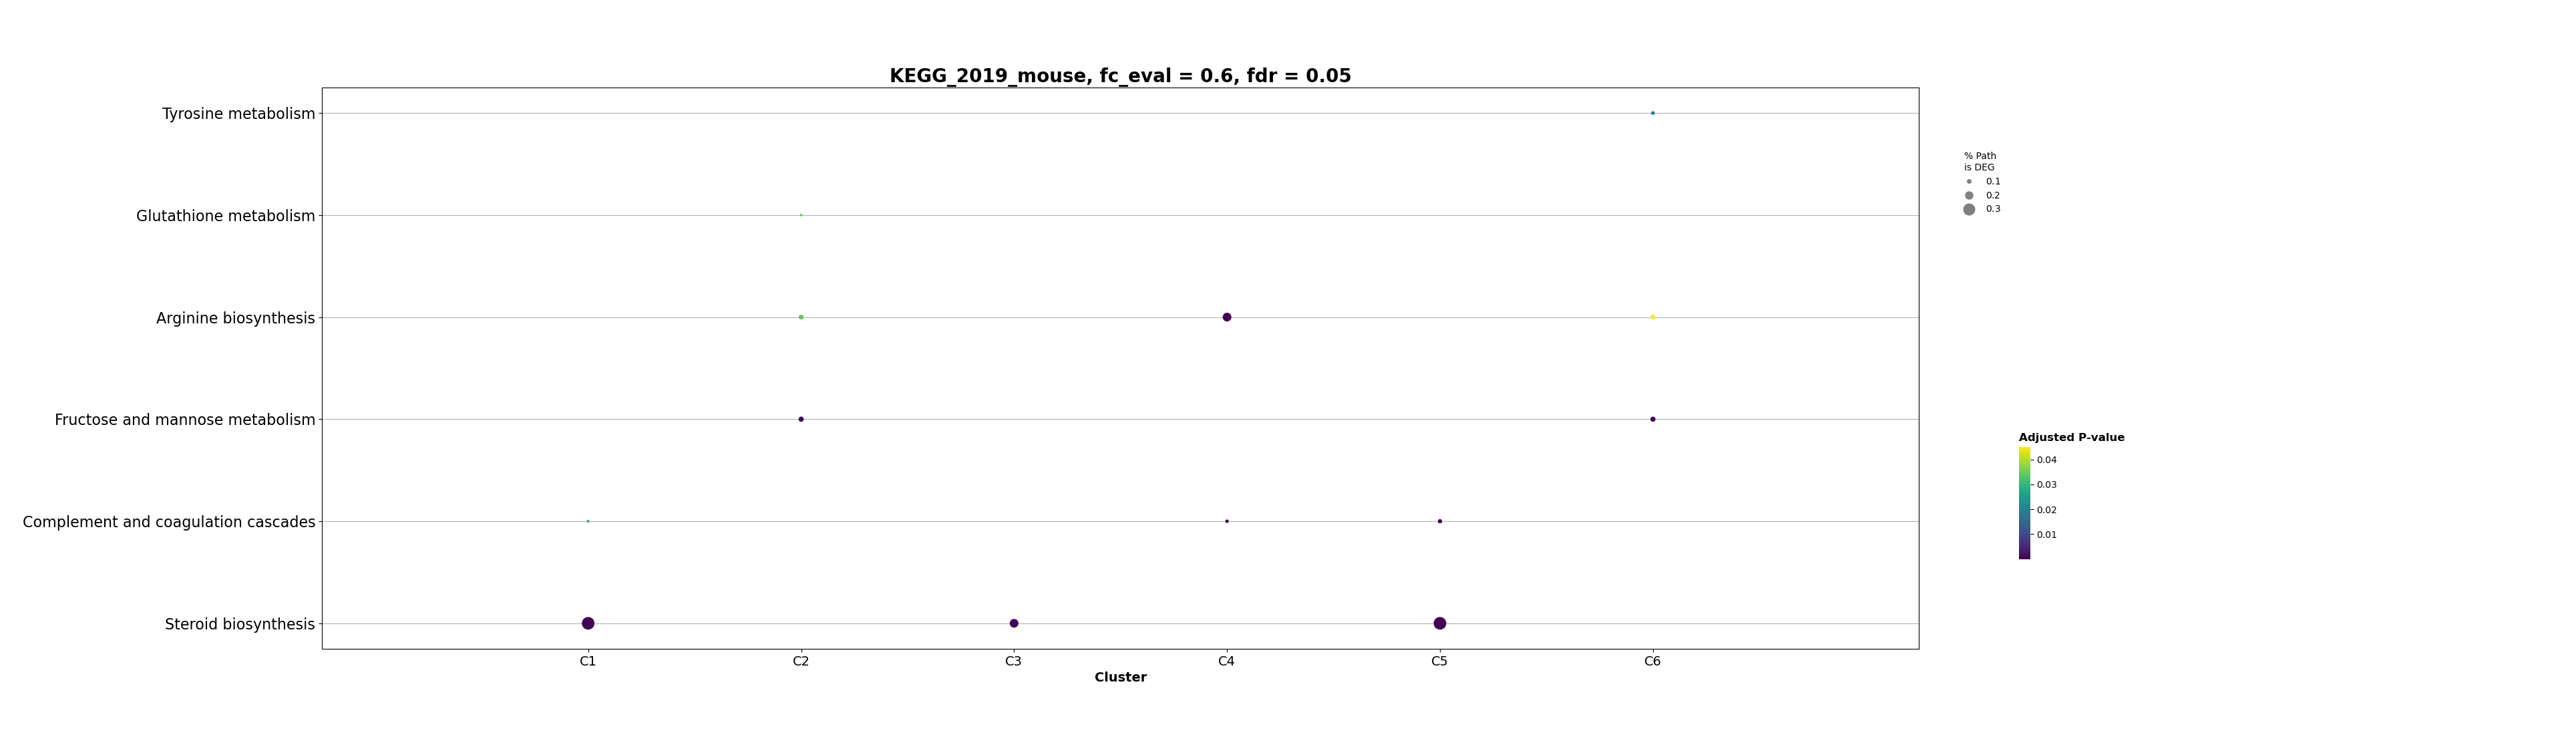 KEGG_2019_mouse, fc_eval = 0.6, fdr = 0.05
Tyrosine metabolism
Glutathione metabolism
Arginine biosynthesis
Fructose and mannose metabolism
Complement and coagulation cascades
Steroid biosynthesis
C1 C2 C3 C4 C5 C6
Cluster
% Path
is DEG
0.1
0.2
0.3
Adjusted P-value
0.04
0.03
0.02
0.01